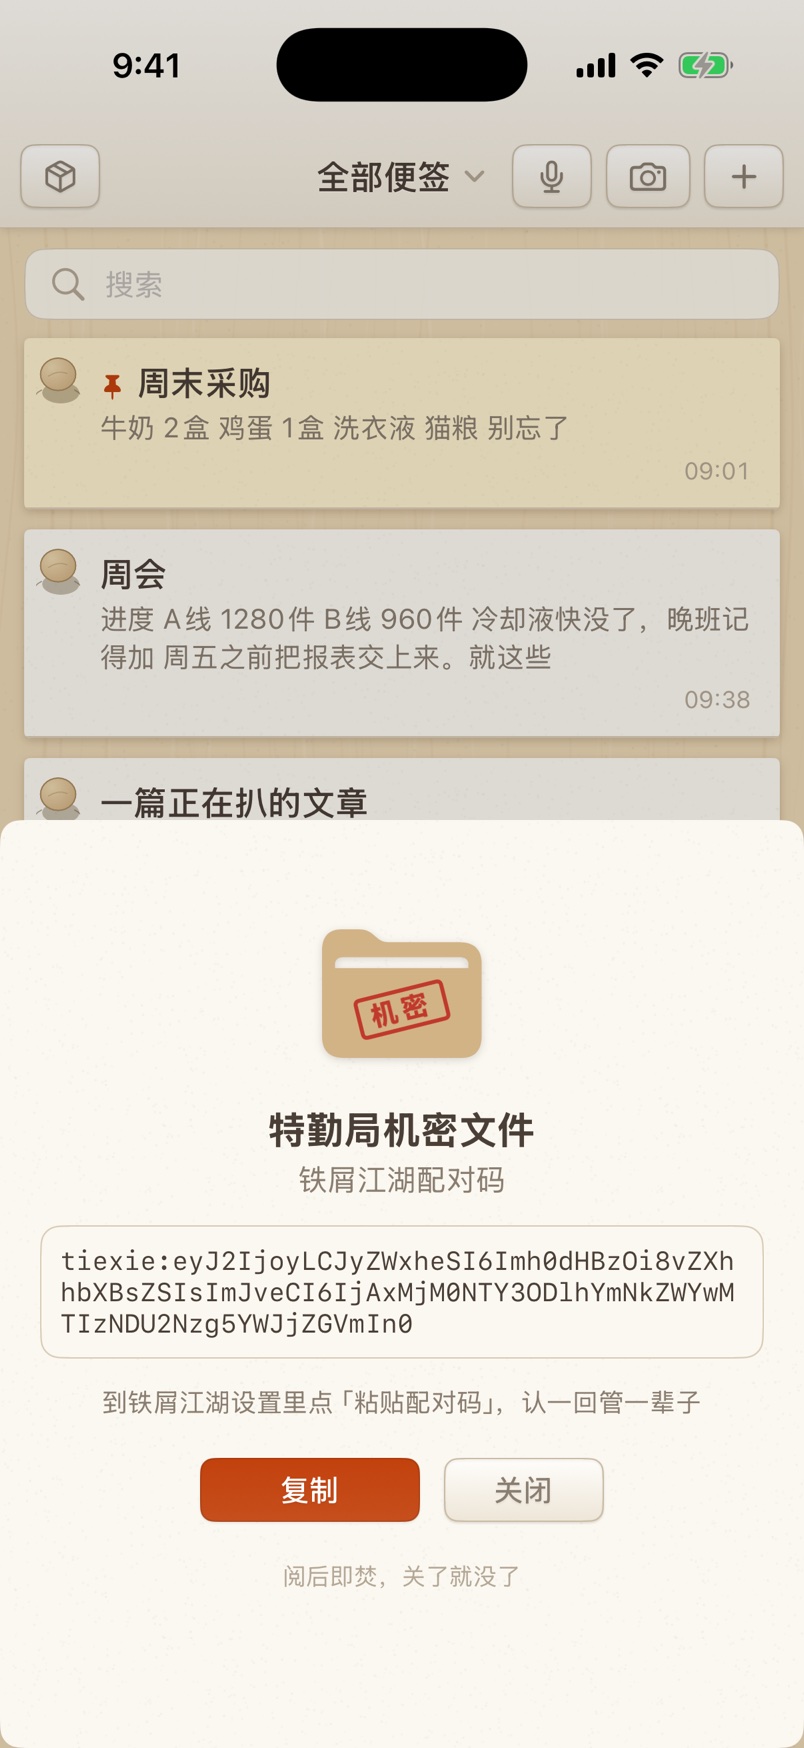 9:41
全部便签
搜索
周末采购
牛奶 2盒 鸡蛋 1盒 洗衣液 猫粮 别忘了
09:01
周会
进度 A线 1280件 B线 960件 冷却液快没了，晚班记
得加 周五之前把报表交上来。就这些
09:38
一篇正在扒的文章
机密
特勤局机密文件
铁屑江湖配对码
tiexie:eyJ2IjoyLCJyZWxheSI6Imh0dHBzOi8vZXh
hbXBsZSIsImJveCI6IjAxMjM0NTY3ODlhYmNkZWYwM
TIzNDU2Nzg5YWJjZGVmIn0
到铁屑江湖设置里点「粘贴配对码」，认一回管一辈子
复制
关闭
阅后即焚，关了就没了